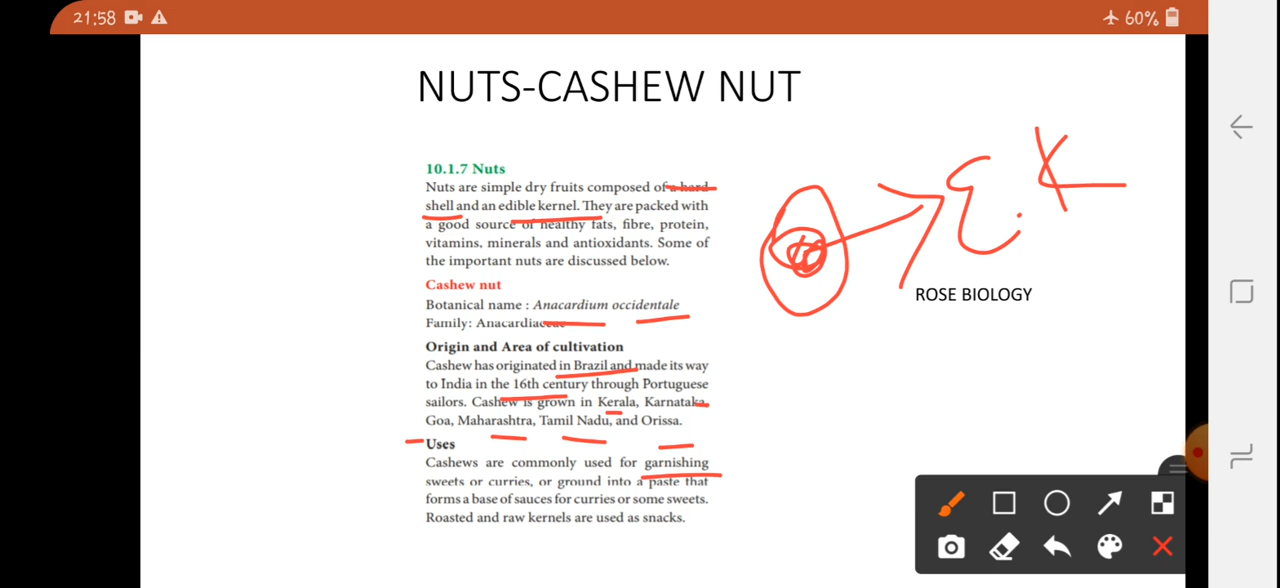 21:58
60%
NUTS-CASHEW NUT
10.1.7 Nuts
Nuts are simple dry fruits composed of a hard
shell and an edible kernel. They are packed with
a good source of healthy fats, fibre, protein,
vitamins, minerals and antioxidants. Some of
the important nuts are discussed below.
Cashew nut
Botanical name : Anacardium occidentale
Family: Anacardiaceae
Origin and Area of cultivation
Cashew has originated in Brazil and made its way
to India in the 16th century through Portuguese
sailors. Cashew is grown in Kerala, Karnataka,
Goa, Maharashtra, Tamil Nadu, and Orissa.
Uses
Cashews are commonly used for garnishing
sweets or curries, or ground into a paste that
forms a base of sauces for curries or some sweets.
Roasted and raw kernels are used as snacks.
E.K
ROSE BIOLOGY